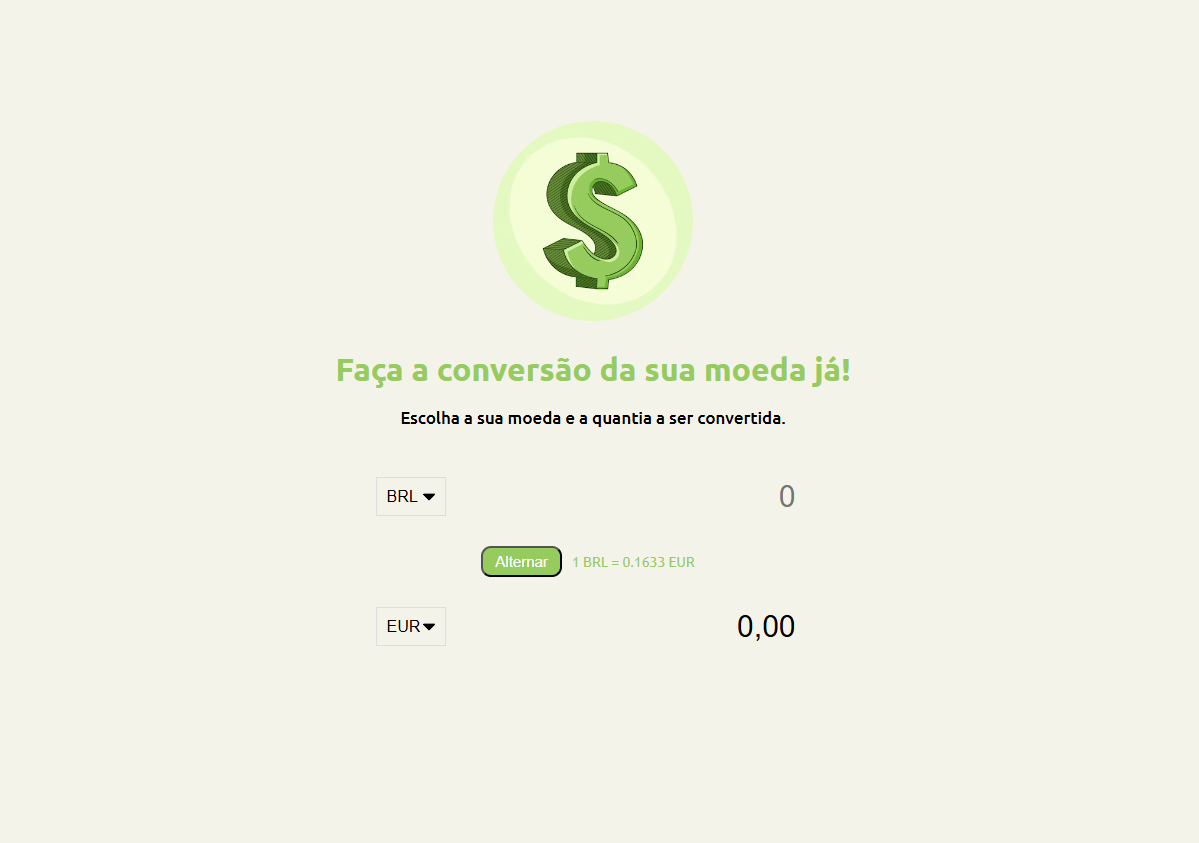 Faça a conversão da sua moeda já!
Escolha a sua moeda e a quantia a ser convertida.
BRL 0
Alternar 1 BRL = 0.1633 EUR
EUR 0,00